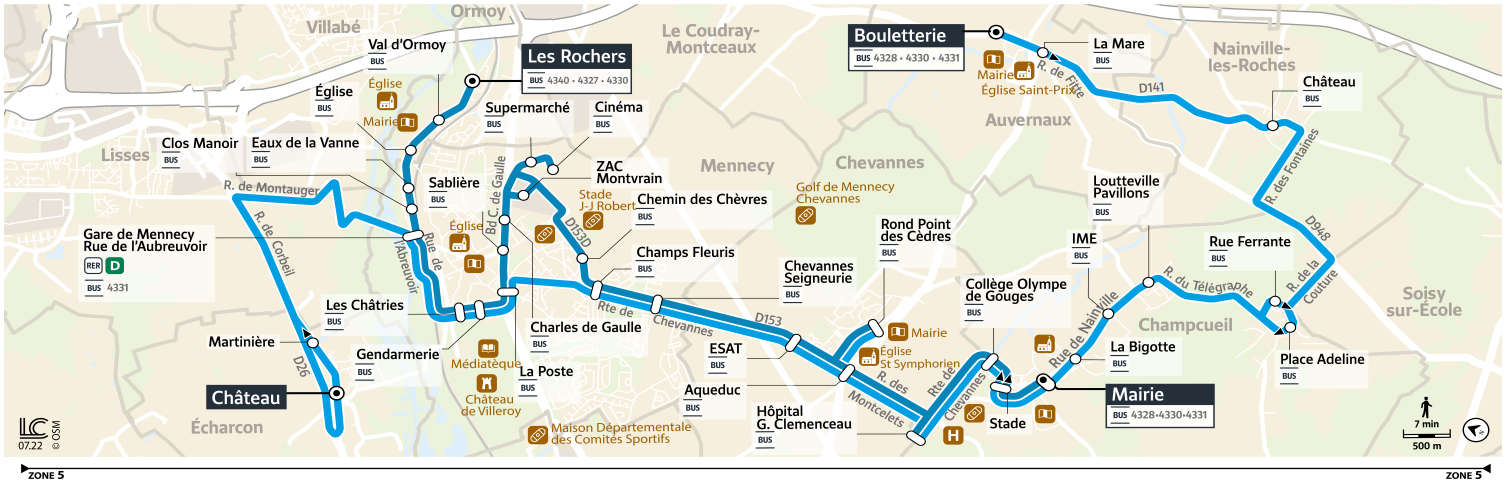 Ormoy
Villabé
Le Coudray-
Montceaux
Nainville-
les-Roches
Auvernaux
Lisses
Mennecy
Chevannes
Champcueil
Soisy
sur-École
Écharcon
Val d'Ormoy
BUS
Les Rochers
BUS 4340 • 4327 • 4330
Église
BUS
Église
Mairie
Supermarché
BUS
Cinéma
BUS
Clos Manoir
BUS
Eaux de la Vanne
BUS
Sablière
BUS
ZAC
Montvrain
BUS
R. de Montauger
R. de Corbeil
Bd C. de Gaulle
Stade
J-J Robert
Chemin des Chèvres
BUS
D153D
Église
Gare de Mennecy
Rue de l'Aubreuvoir
RER D
BUS 4331
Rue de
l'Abreuvoir
Champs Fleuris
BUS
Les Châtries
BUS
Martinière
D26
Gendarmerie
BUS
Château
Médiathèque
Château
de Villeroy
Charles de Gaulle
BUS
La Poste
BUS
Maison Départementale
des Comités Sportifs
Rte de
Chevannes
Chevannes
Seigneurie
BUS
D153
ESAT
BUS
Aqueduc
BUS
Hôpital
G. Clemenceau
BUS
Golf de Mennecy
Chevannes
Rond Point
des Cèdres
BUS
Mairie
Église
St Symphorien
R. des
Montcelets
Rte de
Chevannes
H
Collège Olympe
de Gouges
BUS
Stade
IME
BUS
Loutteville
Pavillons
BUS
Rue de Nainville
La Bigotte
BUS
Mairie
BUS 4328•4330•4331
R. du Télégraphe
Rue Ferrante
BUS
R. de la
Couture
Place Adeline
BUS
D948
R. des Fontaines
Château
BUS
D141
La Mare
BUS
R. de Fitte
Bouletterie
BUS 4328 • 4330 • 4331
Mairie
Église Saint-Prix
7 min
500 m
N
LC
07.22
© OSM
ZONE 5
ZONE 5